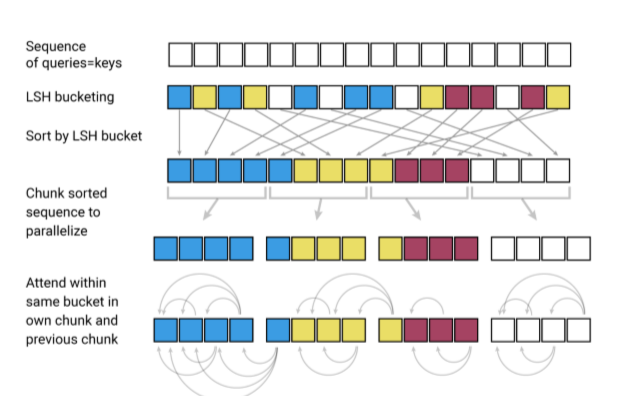 Sequence
of queries=keys
LSH bucketing
Sort by LSH bucket
Chunk sorted
sequence to
parallelize
Attend within
same bucket in
own chunk and
previous chunk